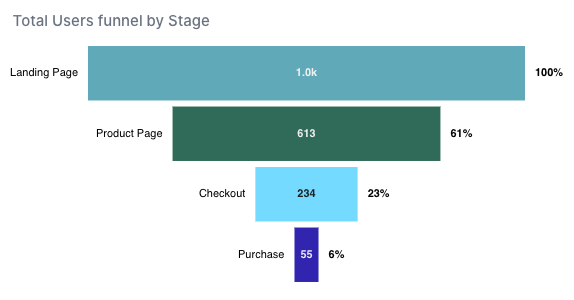 Total Users funnel by Stage
Landing Page 1.0k 100%
Product Page 613 61%
Checkout 234 23%
Purchase 55 6%